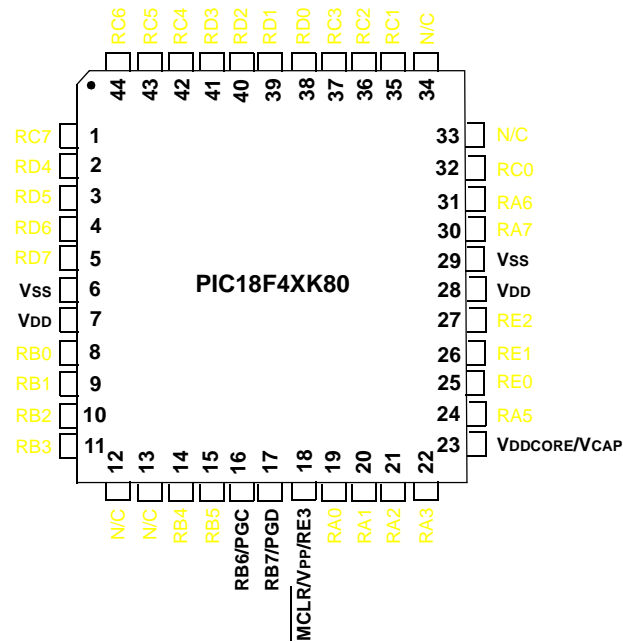 RC6 RC5 RC4 RD3 RD2 RD1 RD0 RC3 RC2 RC1 N/C
44 43 42 41 40 39 38 37 36 35 34
RC7 1 33 N/C
RD4 2 32 RC0
RD5 3 31 RA6
RD6 4 30 RA7
RD7 5 29 VSS
VSS 6 PIC18F4XK80 28 VDD
VDD 7 27 RE2
RB0 8 26 RE1
RB1 9 25 RE0
RB2 10 24 RA5
RB3 11 23 VDDCORE/VCAP
12 13 14 15 16 17 18 19 20 21 22
N/C N/C RB4 RB5 RB6/PGC RB7/PGD MCLR/VPP/RE3 RA0 RA1 RA2 RA3